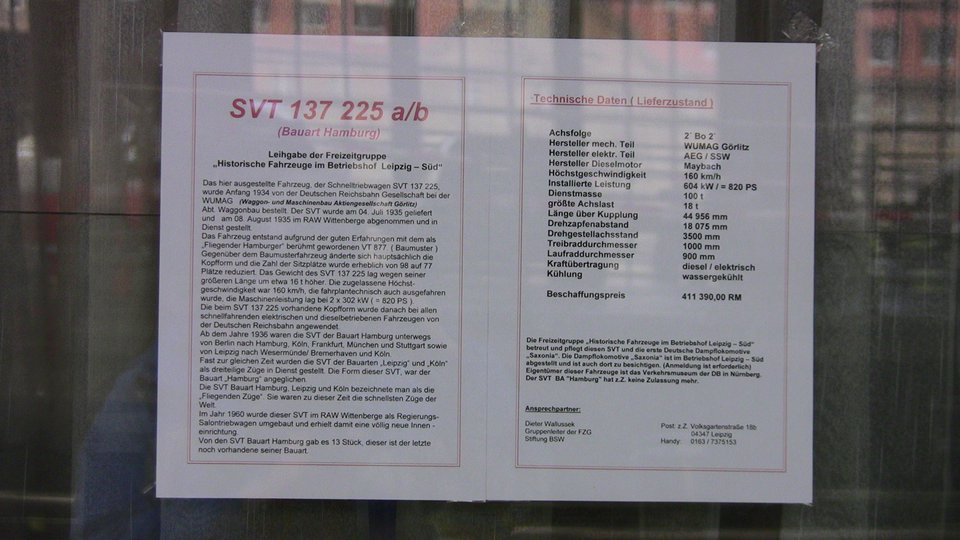 SVT 137 225 a/b
(Bauart Hamburg)
Leihgabe der Freizeitgruppe
„Historische Fahrzeuge im Betriebshof Leipzig – Süd“
Das hier ausgestellte Fahrzeug, der Schnelltriebwagen SVT 137 225,
wurde Anfang 1934 von der Deutschen Reichsbahn Gesellschaft bei der
WUMAG (Waggon- und Maschinenbau Aktiengesellschaft Görlitz)
Abt. Waggonbau bestellt. Der SVT wurde am 04. Juli 1935 geliefert
und am 08. August 1935 im RAW Wittenberge abgenommen und in
Dienst gestellt.
Das Fahrzeug entstand aufgrund der guten Erfahrungen mit dem als
„Fliegender Hamburger“ berühmt gewordenen VT 877. ( Baumuster )
Gegenüber dem Baumusterfahrzeug änderte sich hauptsächlich die
Kopfform und die Zahl der Sitzplätze wurde erheblich von 98 auf 77
Plätze reduziert. Das Gewicht des SVT 137 225 lag wegen seiner
größeren Länge um etwa 16 t höher. Die zugelassene Höchst-
geschwindigkeit war 160 km/h, die fahrplantechnisch auch ausgefahren
wurde, die Maschinenleistung lag bei 2 x 302 kW ( = 820 PS ).
Die beim SVT 137 225 vorhandene Kopfform wurde danach bei allen
schnellfahrenden elektrischen und dieselbetriebenen Fahrzeugen von
der Deutschen Reichsbahn angewendet.
Ab dem Jahre 1936 waren die SVT der Bauart Hamburg unterwegs
von Berlin nach Hamburg, Köln, Frankfurt, München und Stuttgart sowie
von Leipzig nach Wesermünde/ Bremerhaven und Köln.
Fast zur gleichen Zeit wurden die SVT der Bauarten „Leipzig“ und „Köln“
als dreiteilige Züge in Dienst gestellt. Die Form dieser SVT, war der
Bauart „Hamburg“ angeglichen.
Die SVT Bauart Hamburg, Leipzig und Köln bezeichnete man als die
„Fliegenden Züge“. Sie waren zu dieser Zeit die schnellsten Züge der
Welt.
Im Jahr 1960 wurde dieser SVT im RAW Wittenberge als Regierungs-
Salontriebwagen umgebaut und erhielt damit eine völlig neue Innen -
einrichtung.
Von den SVT Bauart Hamburg gab es 13 Stück, dieser ist der letzte
noch vorhandene seiner Bauart.
Technische Daten ( Lieferzustand )
Achsfolge 2` Bo 2`
Hersteller mech. Teil WUMAG Görlitz
Hersteller elektr. Teil AEG / SSW
Hersteller Dieselmotor Maybach
Höchstgeschwindigkeit 160 km/h
Installierte Leistung 604 kW = 820 PS
Dienstmasse 100 t
größte Achslast 18 t
Länge über Kupplung 44 956 mm
Drehzapfenabstand 18 075 mm
Drehgestellachsstand 3500 mm
Treibraddurchmesser 1000 mm
Laufraddurchmesser 900 mm
Kraftübertragung diesel / elektrisch
Kühlung wassergekühlt
Beschaffungspreis 411 390,00 RM
Die Freizeitgruppe „Historische Fahrzeuge im Betriebshof Leipzig – Süd“
betreut und pflegt diesen SVT und die erste Deutsche Dampflokomotive
„Saxonia“. Die Dampflokomotive „Saxonia“ ist im Betriebshof Leipzig – Süd
abgestellt und ist auch dort zu besichtigen. (Anmeldung ist erforderlich)
Eigentümer dieser Fahrzeuge ist das Verkehrsmuseum der DB in Nürnberg.
Der SVT BA "Hamburg" hat z.Z. keine Zulassung mehr.
Ansprechpartner:
Dieter Wallussek
Gruppenleiter der FZG
Stiftung BSW
Post: z.Z. Volksgartenstraße 18b
04347 Leipzig
Handy: 0163 / 7375153